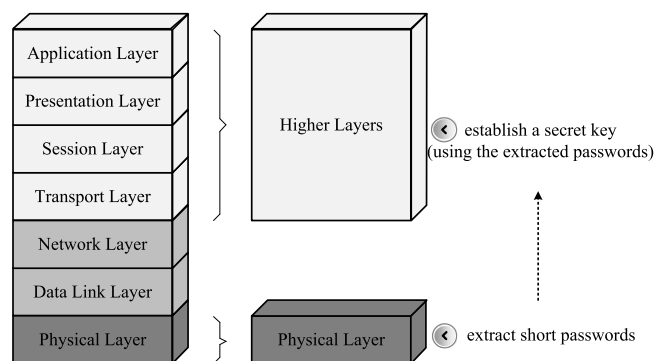 Application Layer
Presentation Layer
Session Layer
Transport Layer
Network Layer
Data Link Layer
Physical Layer
Higher Layers
Physical Layer
establish a secret key
(using the extracted passwords)
extract short passwords